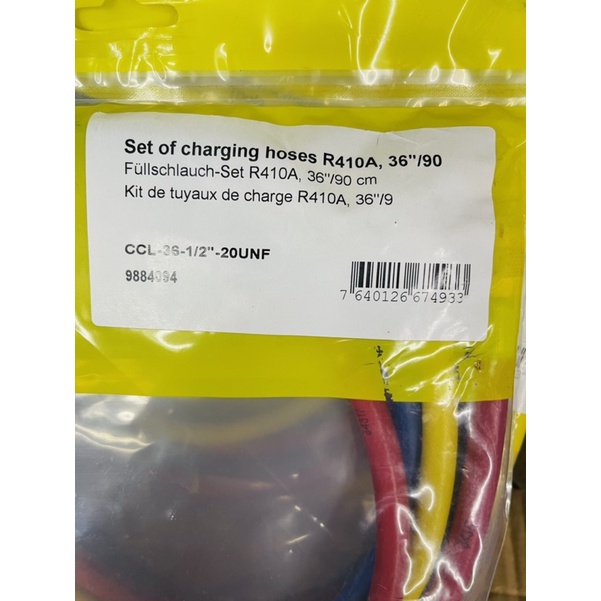 Set of charging hoses R410A, 36"/90
Füllschlauch-Set R410A, 36"/90 cm
Kit de tuyaux de charge R410A, 36"/9
CCL-36-1/2"-20UNF
9884094
7 640126 674933